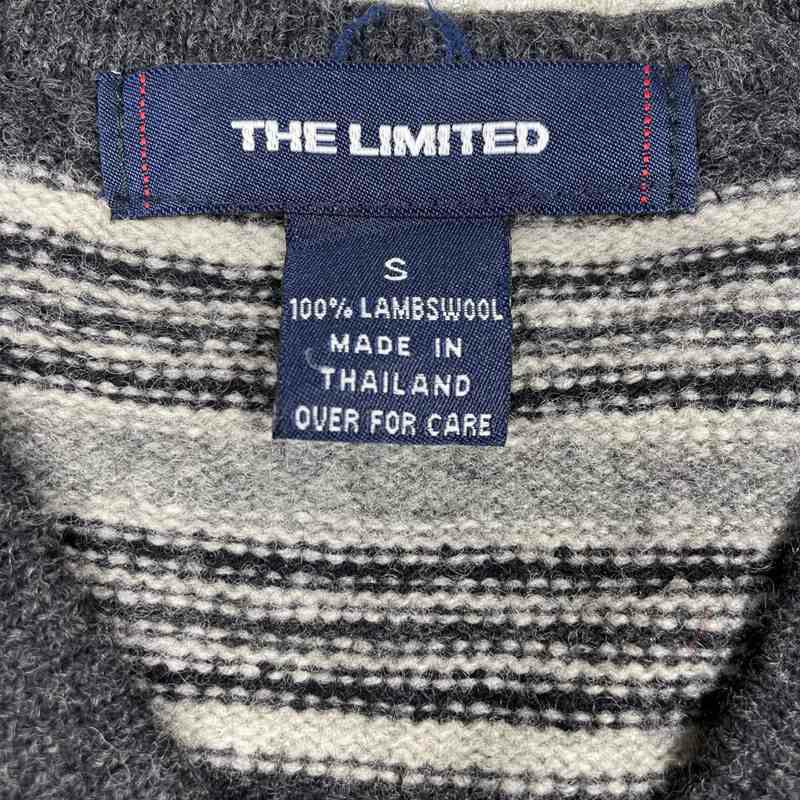 THE LIMITED
S
100% LAMBSWOOL
MADE IN
THAILAND
OVER FOR CARE